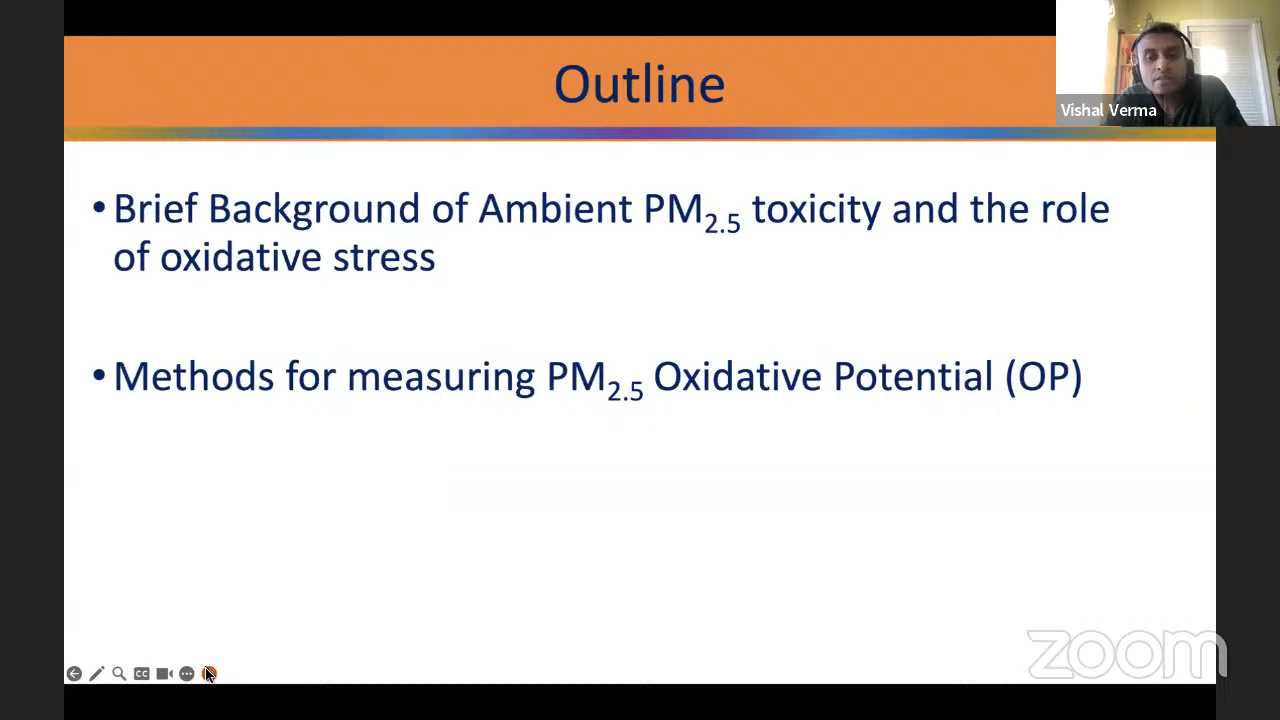 Outline
Vishal Verma
• Brief Background of Ambient PM2.5 toxicity and the role
of oxidative stress
• Methods for measuring PM2.5 Oxidative Potential (OP)
CC
zoom